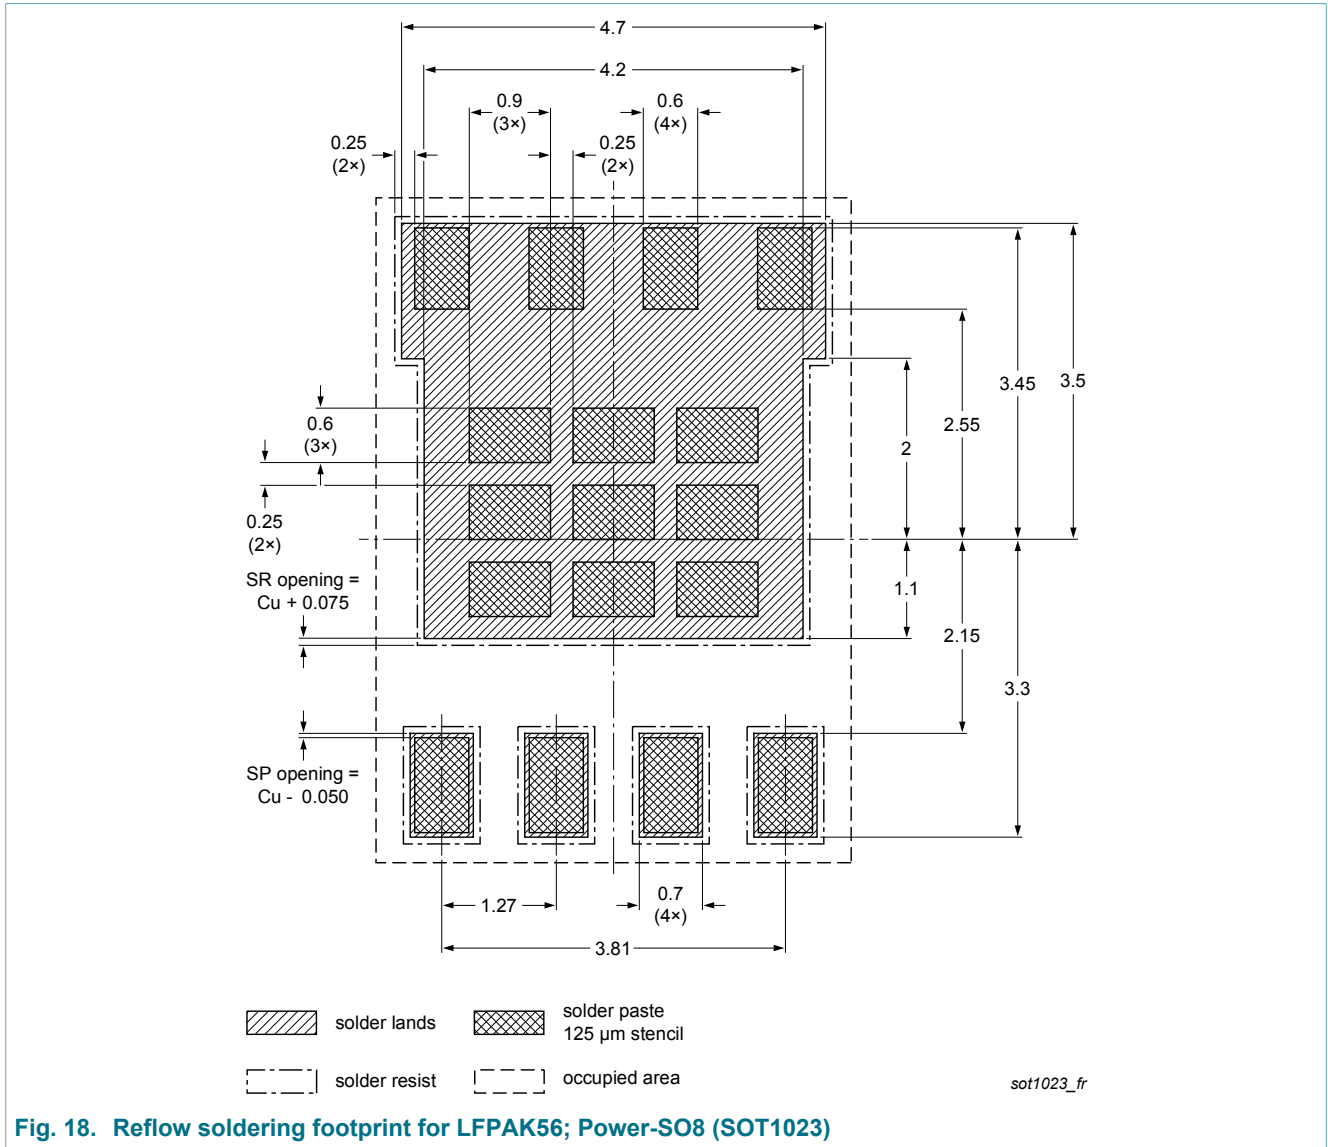 4.7
4.2
0.9
(3×)
0.6
(4×)
0.25
(2×)
0.25
(2×)
3.45
3.5
2.55
2
0.6
(3×)
0.25
(2×)
SR opening =
Cu + 0.075
1.1
2.15
3.3
SP opening =
Cu - 0.050
1.27
0.7
(4×)
3.81
solder lands
solder paste
125 µm stencil
solder resist
occupied area
sot1023_fr
Fig. 18. Reflow soldering footprint for LFPAK56; Power-SO8 (SOT1023)